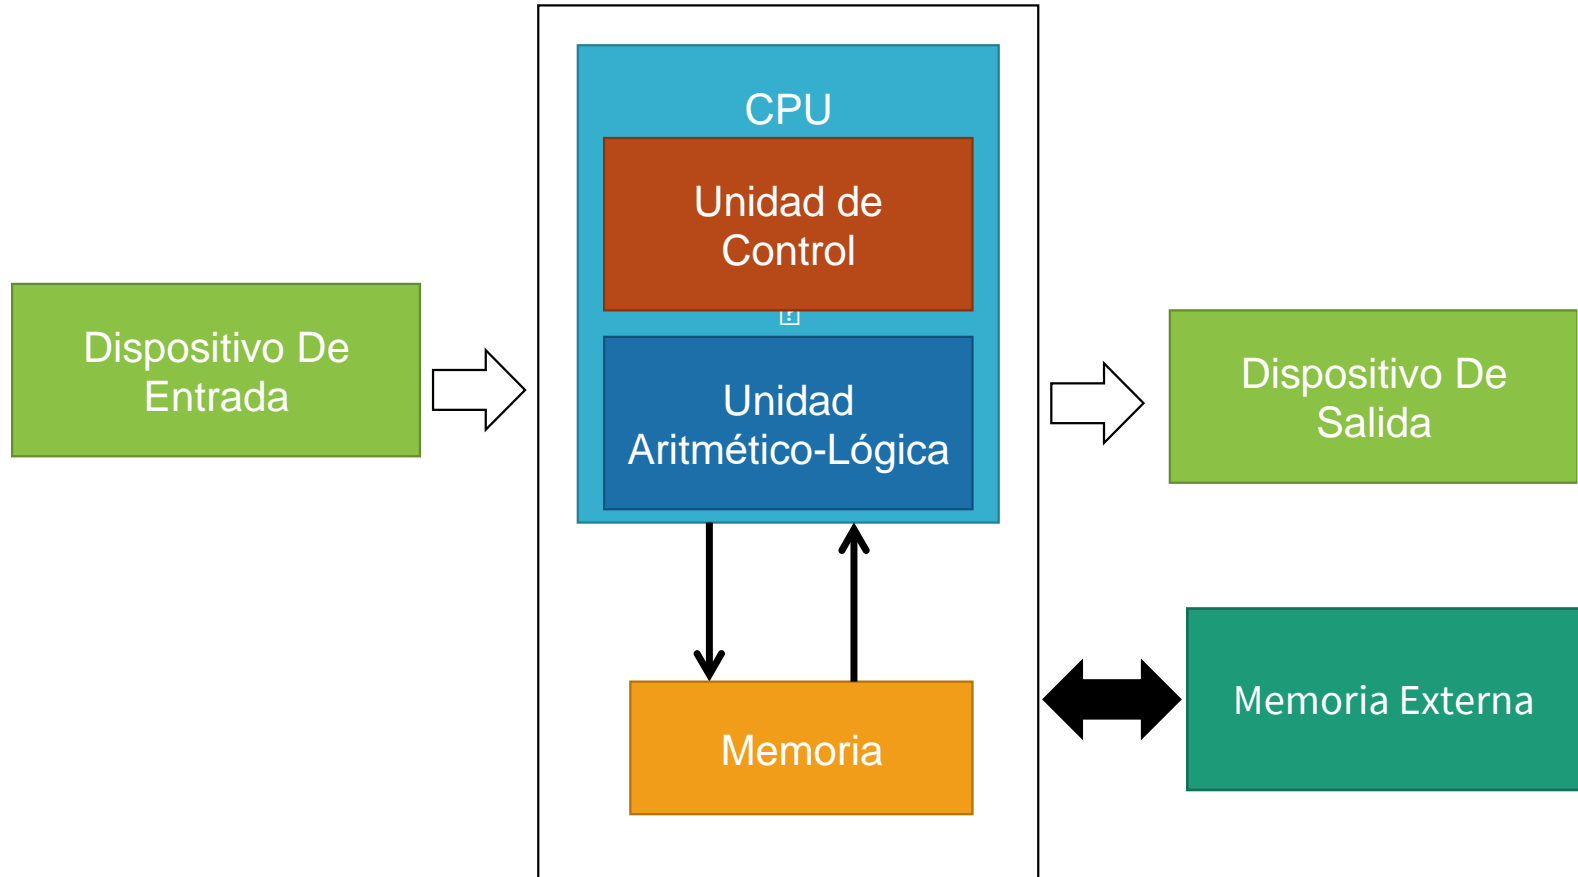 CPU
Unidad de
Control
Dispositivo De
Entrada
Unidad
Aritmético-Lógica
Dispositivo De
Salida
Memoria Externa
Memoria